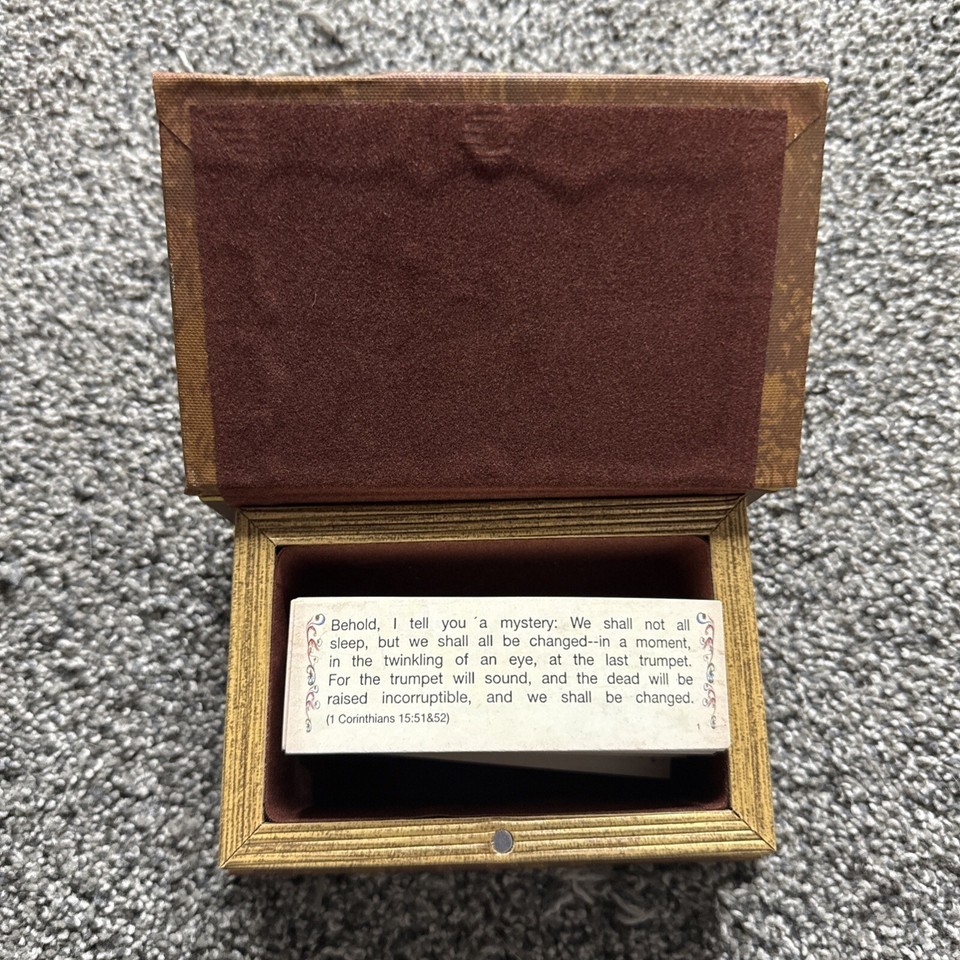 Behold, I tell you ´a mystery: We shall not all
sleep, but we shall all be changed--in a moment,
in the twinkling of an eye, at the last trumpet.
For the trumpet will sound, and the dead will be
raised incorruptible, and we shall be changed.
(1 Corinthians 15:51&52)
1